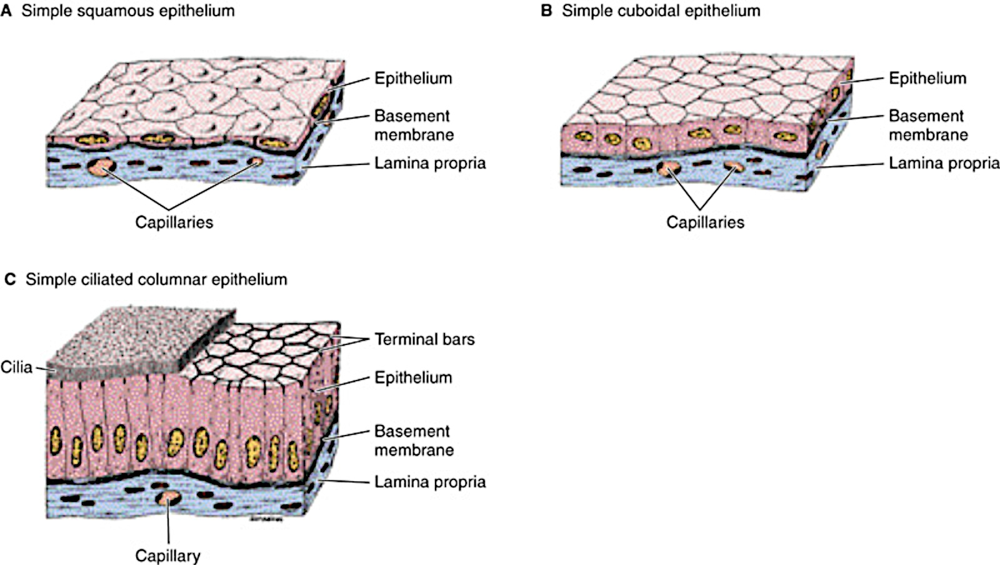 A Simple squamous epithelium
Epithelium
Basement
membrane
Lamina propria
Capillaries
B Simple cuboidal epithelium
Epithelium
Basement
membrane
Lamina propria
Capillaries
C Simple ciliated columnar epithelium
Cilia
Terminal bars
Epithelium
Basement
membrane
Lamina propria
Capillary